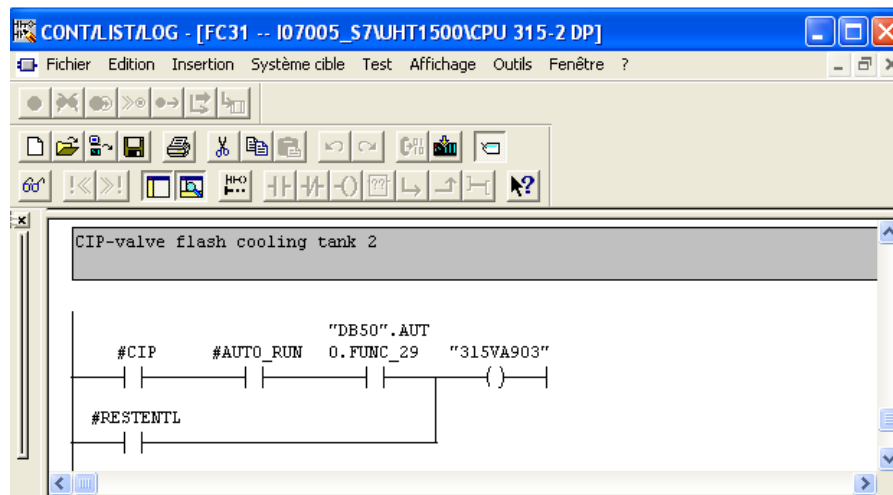 CONT/LIST/LOG - [FC31 -- I07005_S7\UHT1500\CPU 315-2 DP]
Fichier Edition Insertion Système cible Test Affichage Outils Fenêtre ?
CIP-valve flash cooling tank 2
"DB50".AUT
#CIP #AUTO_RUN O.FUNC_29 "315VA903"
#RESTENTL